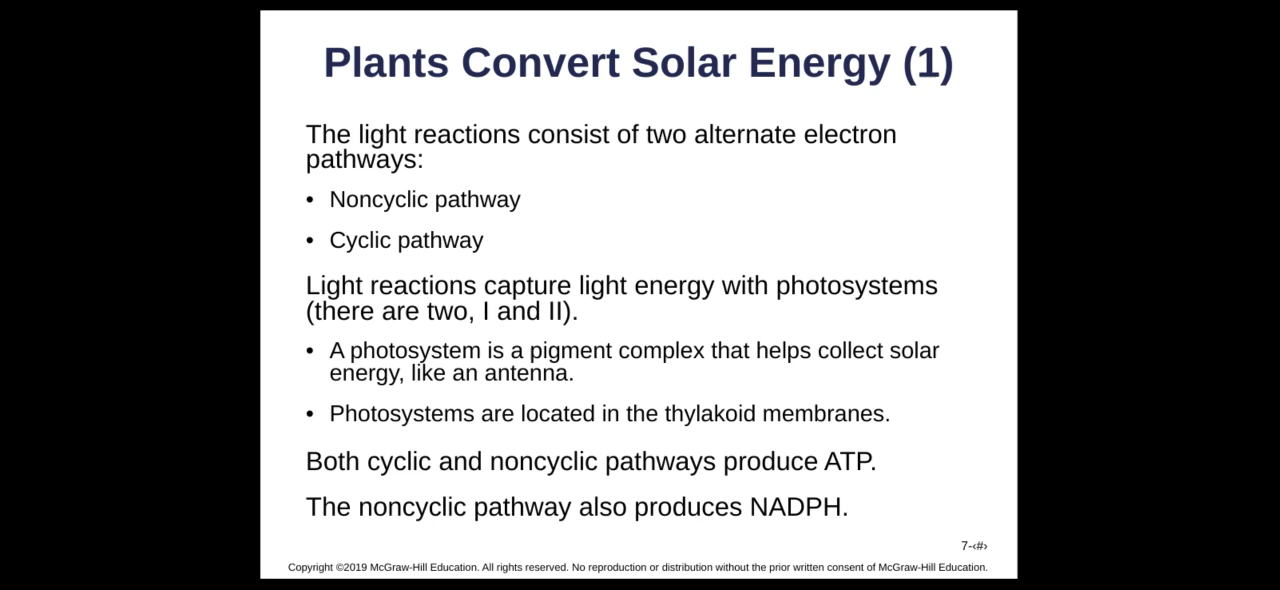 Plants Convert Solar Energy (1)
The light reactions consist of two alternate electron
pathways:
• Noncyclic pathway
• Cyclic pathway
Light reactions capture light energy with photosystems
(there are two, I and II).
• A photosystem is a pigment complex that helps collect solar
energy, like an antenna.
• Photosystems are located in the thylakoid membranes.
Both cyclic and noncyclic pathways produce ATP.
The noncyclic pathway also produces NADPH.
7-‹#›
Copyright ©2019 McGraw-Hill Education. All rights reserved. No reproduction or distribution without the prior written consent of McGraw-Hill Education.